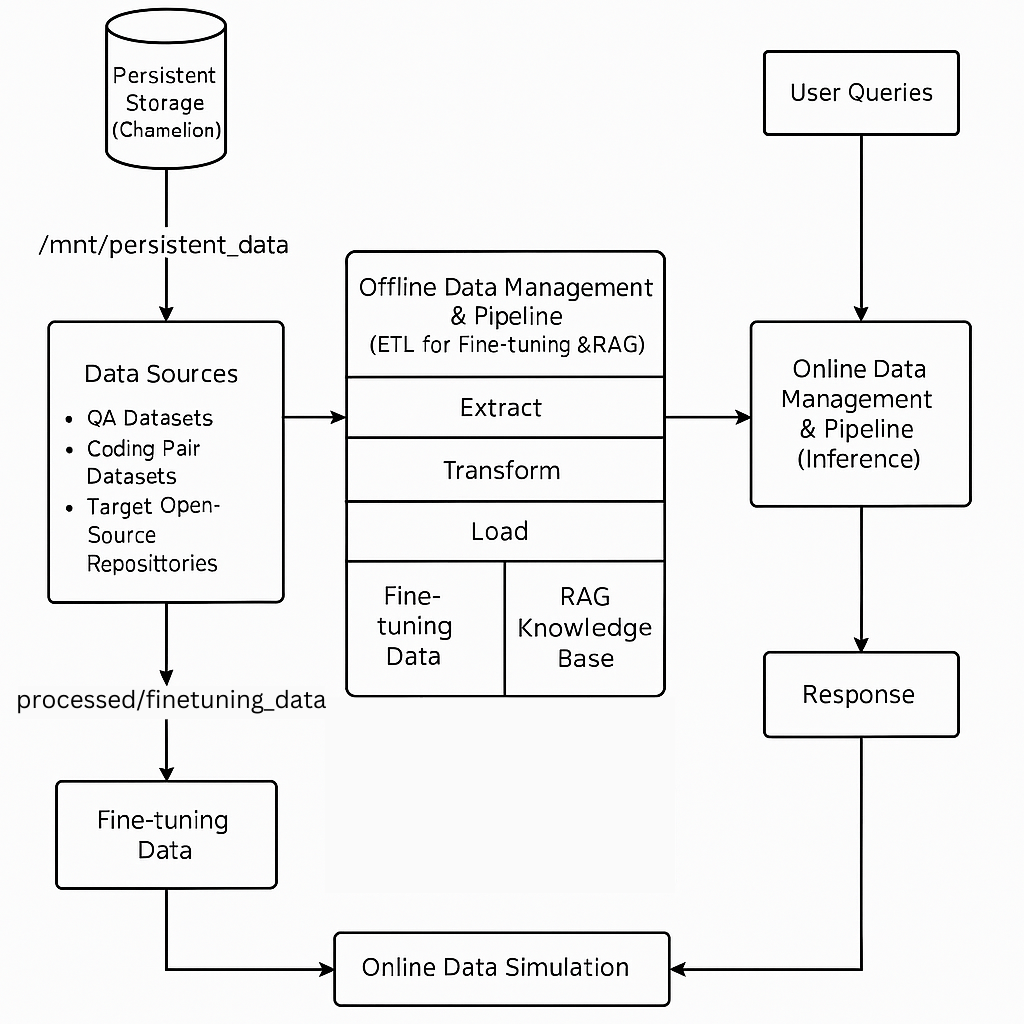 Persistent
Storage
(Chamelion)
/mnt/persistent_data
Data Sources
• QA Datasets
• Coding Pair
Datasets
• Target Open-
Source
Reposittories
processed/finetuning_data
Fine-tuning
Data
Offline Data Management
& Pipeline
(ETL for Fine-tuning &RAG)
Extract
Transform
Load
Fine-
tuning
Data
RAG
Knowledge
Base
User Queries
Online Data
Management
& Pipeline
(Inference)
Response
Online Data Simulation